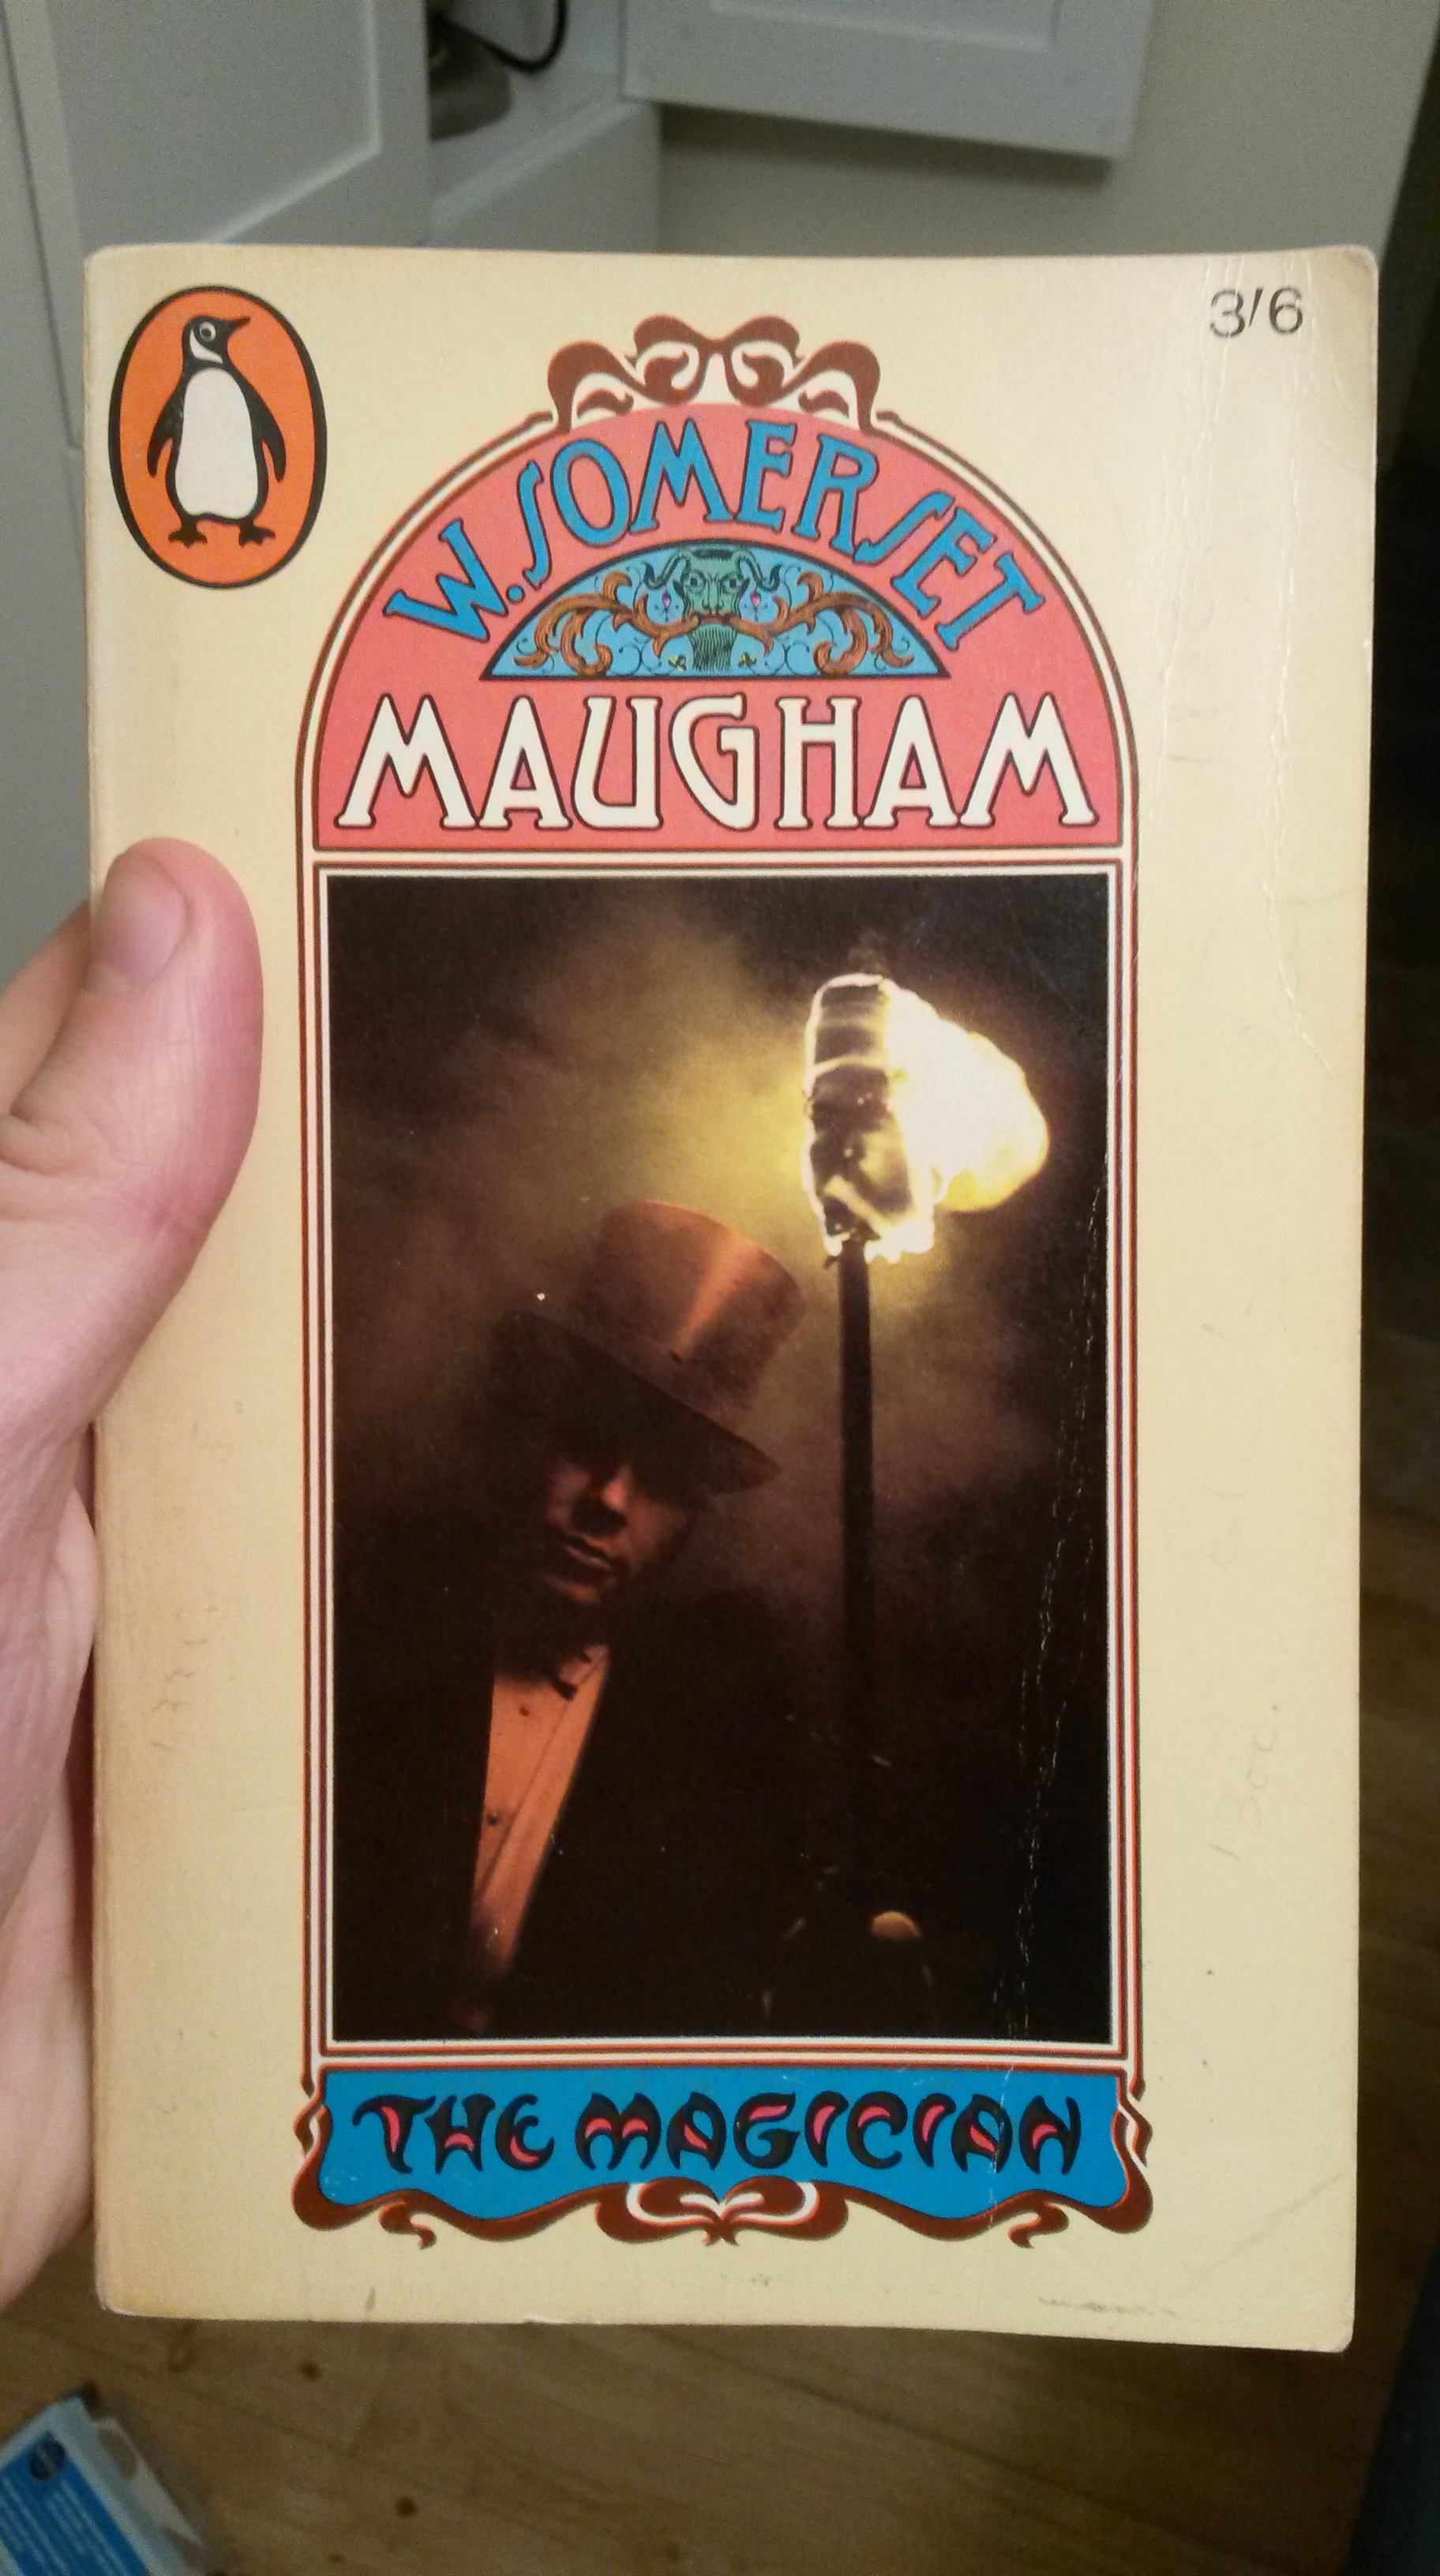 3/6
W. SOMERSET
MAUGHAM
THE MAGICIAN